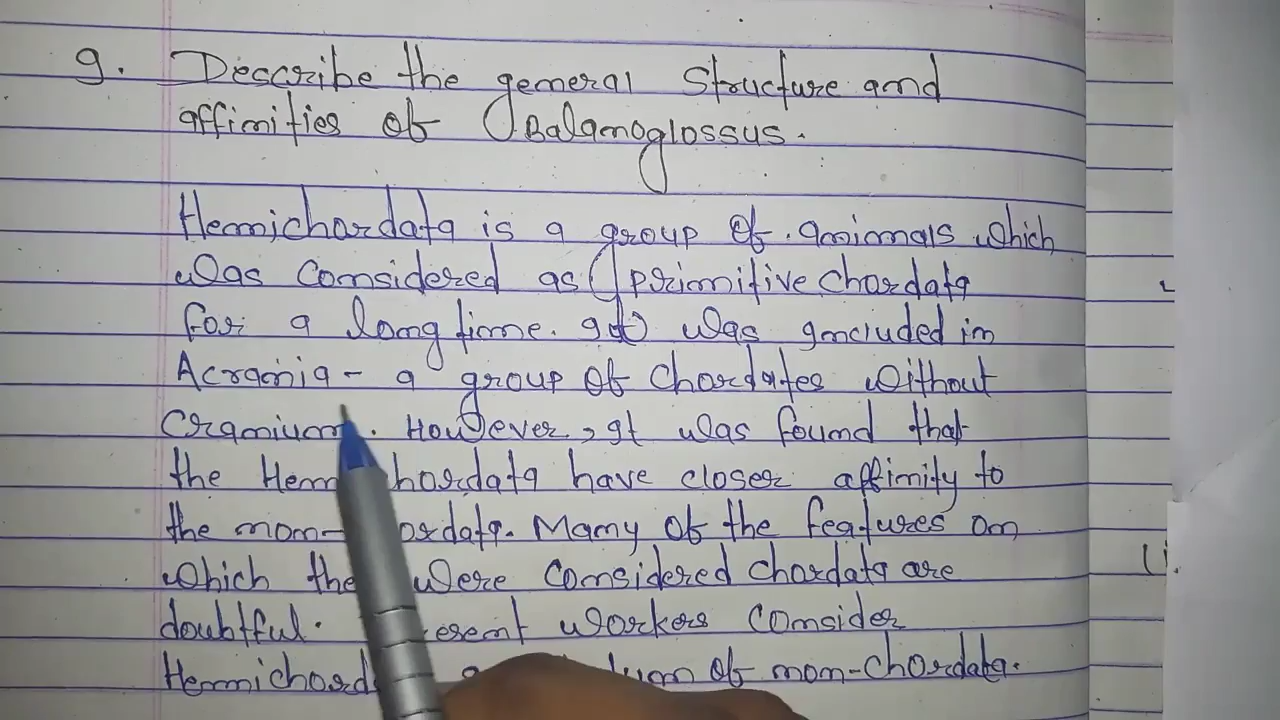 9. Describe the general structure and
affinities of Balanoglossus.
Hemichordata is a group of animals which
was considered as primitive chordata
for a long time. It was included in
Acrania - a group of chordates without
cranium. However, it was found that
the Hem hordata have closer affinity to
the non- ordata. Many of the features on
which the were considered chordata are
doubtful. esent workers consider
Hemichord of non-chordata.
(i.